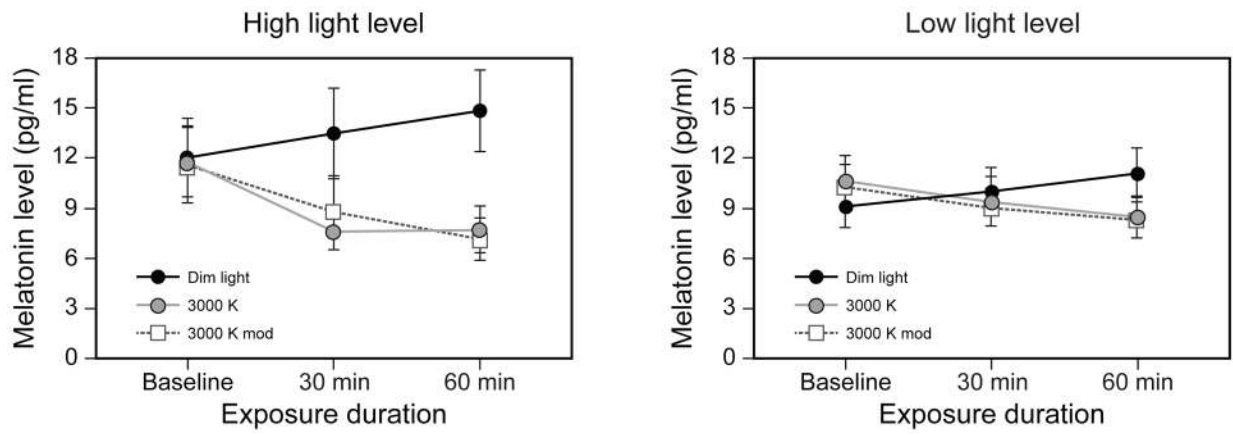 High light level
Melatonin level (pg/ml)
18
15
12
9
6
3
0
Dim light
3000 K
3000 K mod
Baseline 30 min 60 min
Exposure duration
Low light level
Melatonin level (pg/ml)
18
15
12
9
6
3
0
Dim light
3000 K
3000 K mod
Baseline 30 min 60 min
Exposure duration